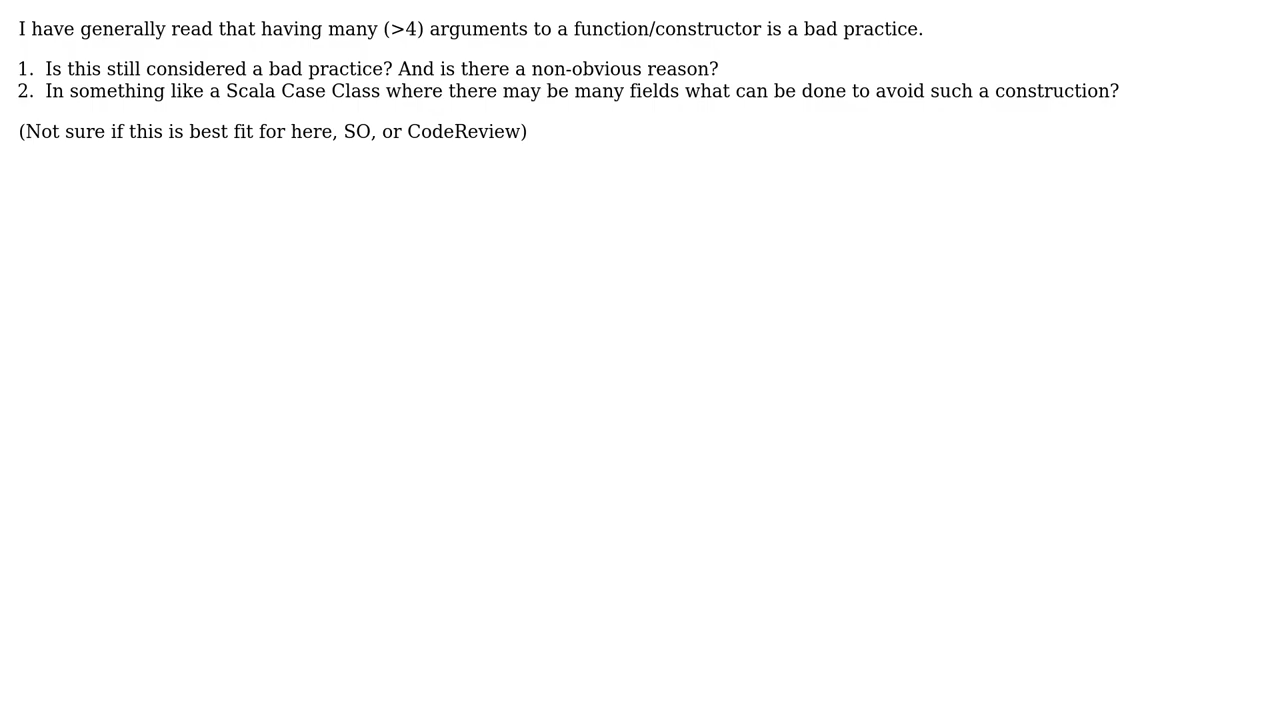 I have generally read that having many (>4) arguments to a function/constructor is a bad practice.
1. Is this still considered a bad practice? And is there a non-obvious reason?
2. In something like a Scala Case Class where there may be many fields what can be done to avoid such a construction?
(Not sure if this is best fit for here, SO, or CodeReview)